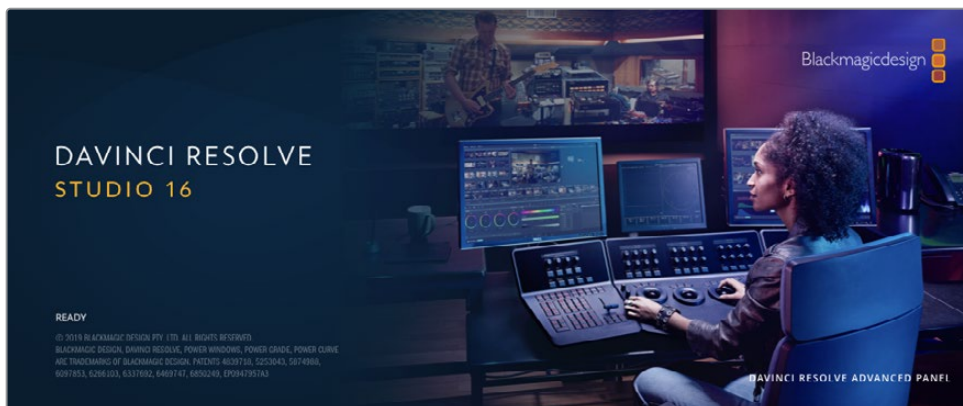 Blackmagicdesign
DAVINCI RESOLVE
STUDIO 16
READY
© 2019 BLACKMAGIC DESIGN PTY. LTD. ALL RIGHTS RESERVED.
BLACKMAGIC DESIGN, DAVINCI RESOLVE, POWER WINDOWS, POWER GRADE, POWER CURVE
ARE TRADEMARKS OF BLACKMAGIC DESIGN. PATENTS 4839718, 5253043, 5874988,
6097853, 6266103, 6337692, 6469747, 6850249, EP0947957A3
DAVINCI RESOLVE ADVANCED PANEL